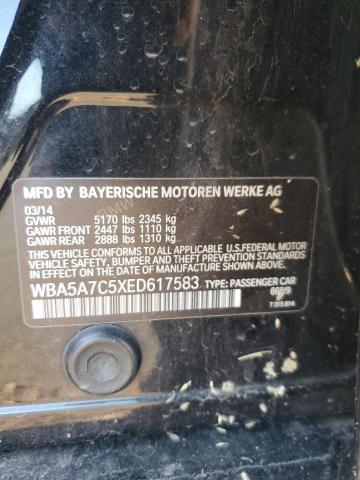 MFD BY BAYERISCHE MOTOREN WERKE AG
03/14
GVWR 5170 lbs 2345 kg
GAWR FRONT 2447 lbs 1110 kg
GAWR REAR 2888 lbs 1310 kg
THIS VEHICLE CONFORMS TO ALL APPLICABLE U.S.FEDERAL MOTOR
VEHICLE SAFETY, BUMPER AND THEFT PREVENTION STANDARDS
IN EFFECT ON THE DATE OF MANUFACTURE SHOWN ABOVE.
WBA5A7C5XED617583 TYPE: PASSENGER CAR
668/9